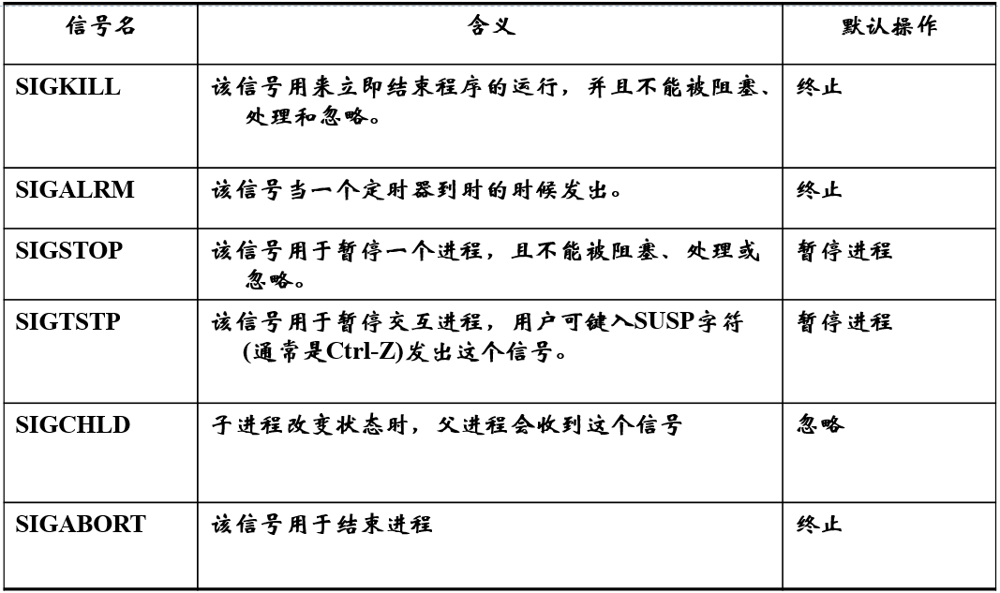 信号名 含义 默认操作
SIGKILL 该信号用来立即结束程序的运行，并且不能被阻塞、 终止
处理和忽略。
SIGALRM 该信号当一个定时器到时的时候发出。 终止
SIGSTOP 该信号用于暂停一个进程，且不能被阻塞、处理或 暂停进程
忽略。
SIGTSTP 该信号用于暂停交互进程，用户可键入SUSP字符 暂停进程
(通常是Ctrl-Z)发出这个信号。
SIGCHLD 子进程改变状态时，父进程会收到这个信号 忽略
SIGABORT 该信号用于结束进程 终止